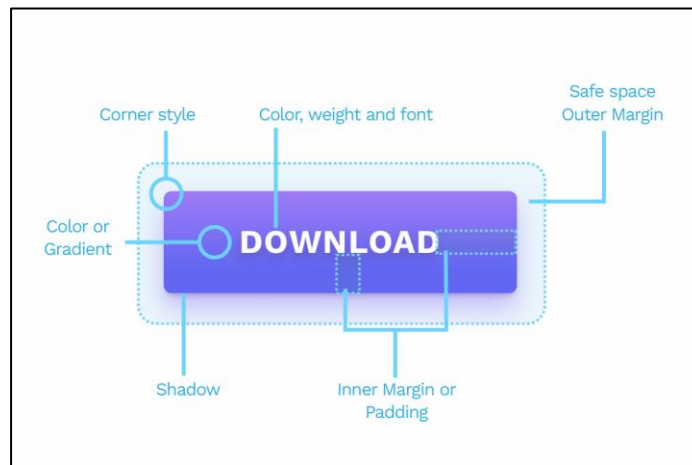 Safe space
Outer Margin
Corner style
Color, weight and font
Color or
Gradient
DOWNLOAD
Shadow
Inner Margin or
Padding